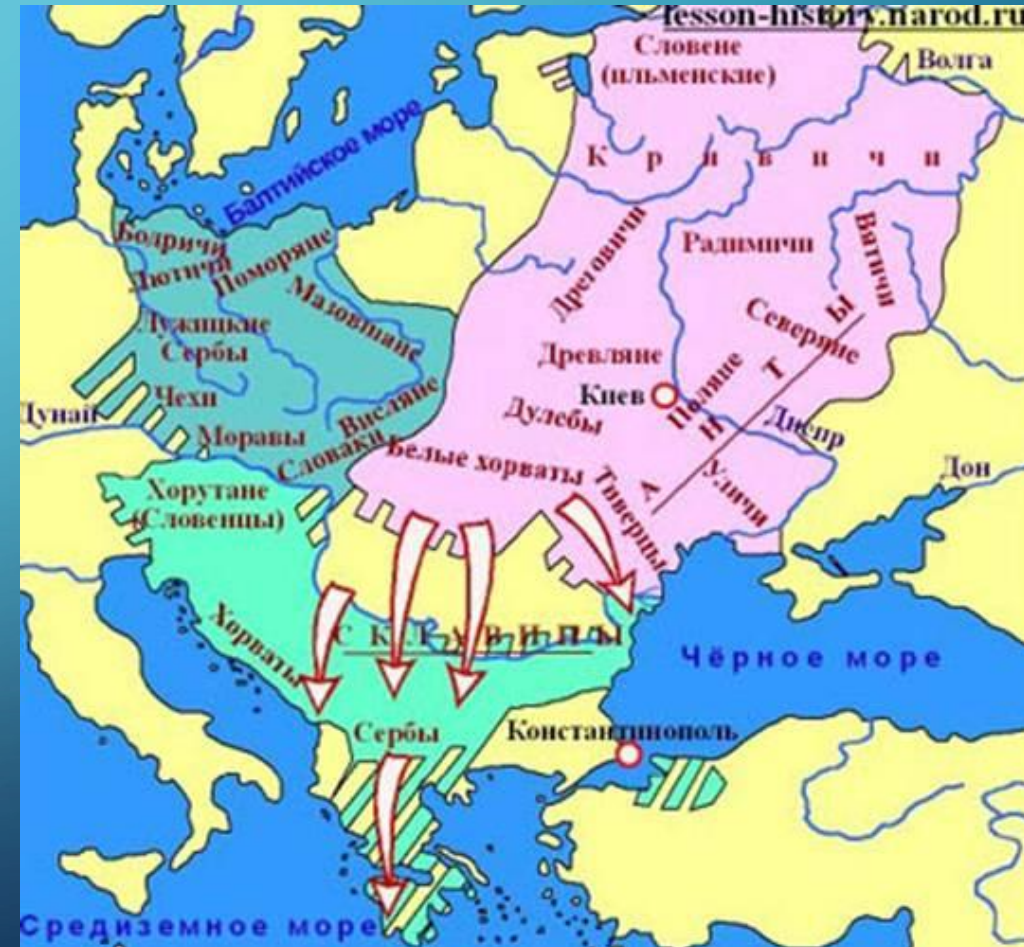 lesson-history.narod.ru
Словене
(ильменские)
Волга
Балтийское море
Кривичи
Бодричи
Лютичи
Поморяне
Дреговичи
Радимичи
Вятичи
Мазовшане
Лужицкие
Сербы
Северяне
Древляне
Киев
Поляне
АНТЫ
Чехи
Дунай
Висляне
Дулебы
Днепр
Моравы
Словаки
Белые хорваты
Тиверцы
Уличи
Дон
Хорутане
(Словенцы)
Хорваты
СКЛАВИНЫ
Чёрное море
Сербы
Константинополь
Средиземное море